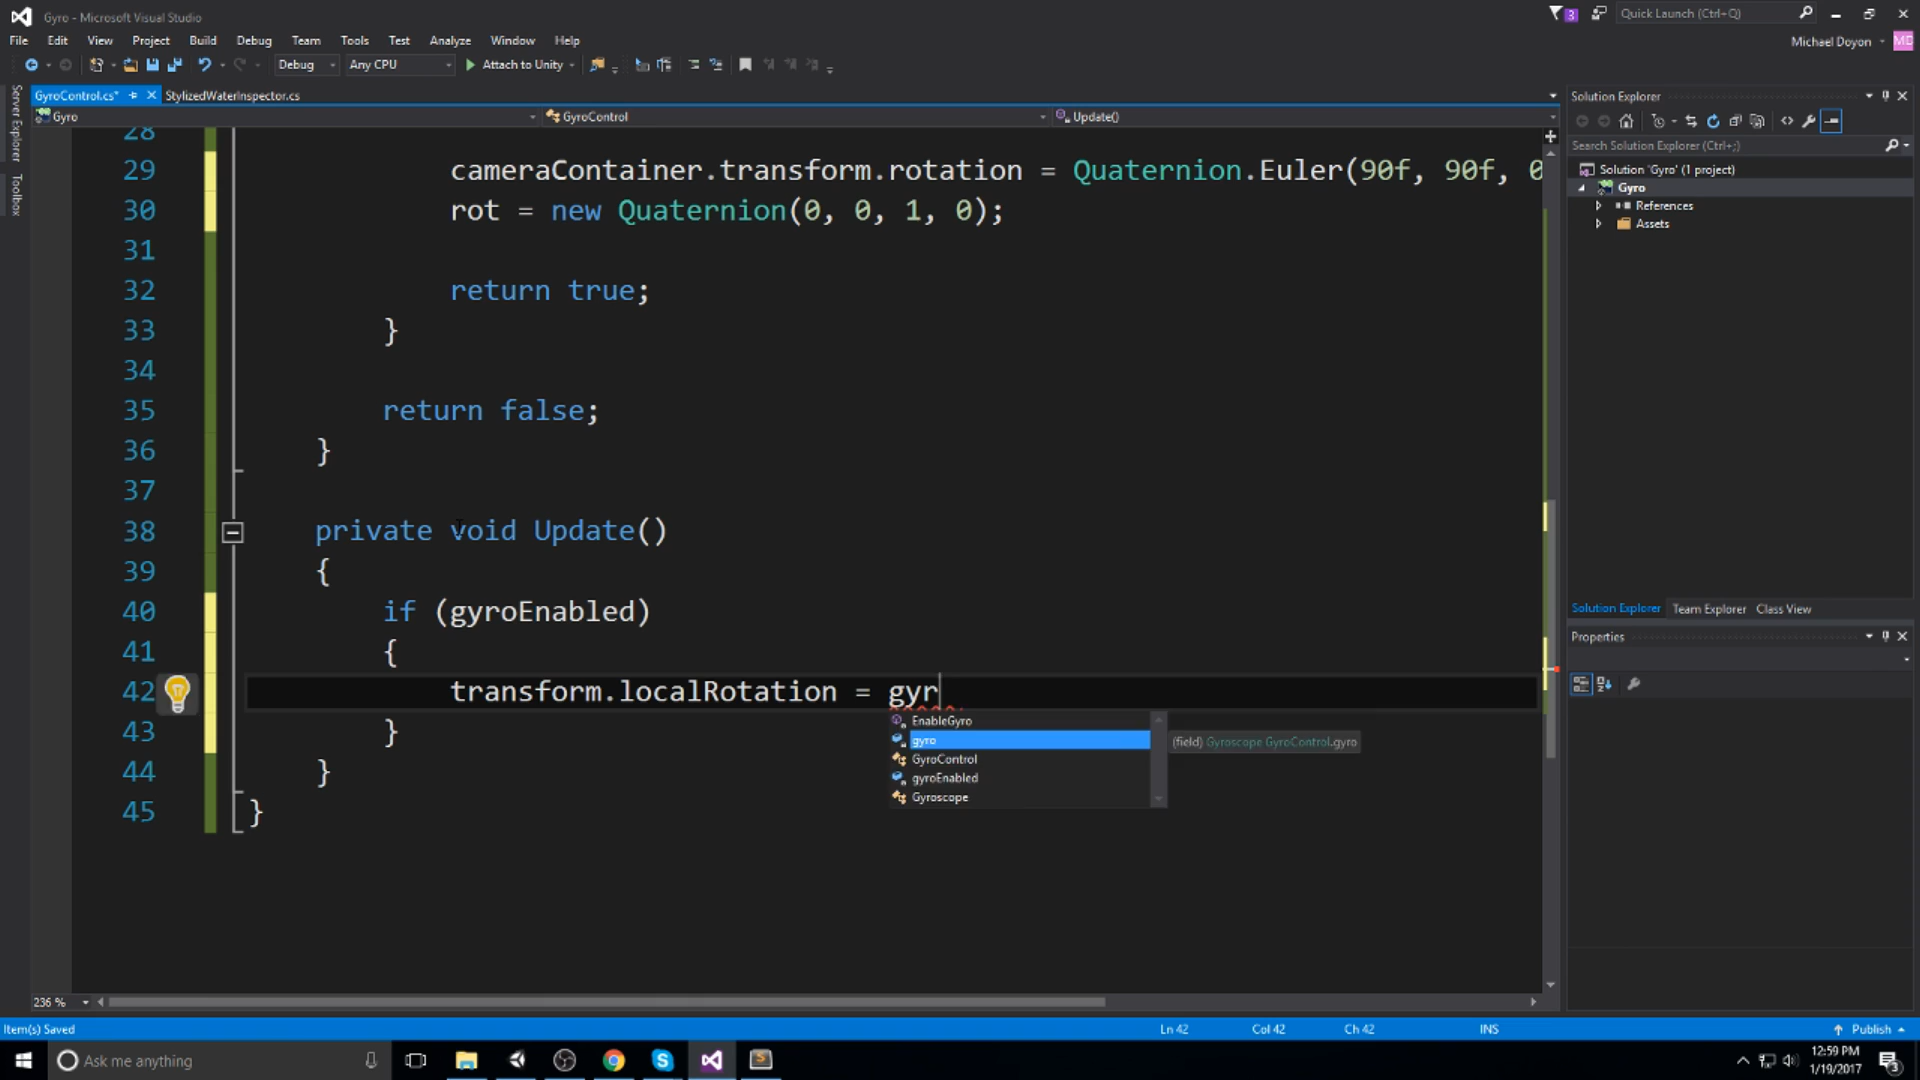 Gyro - Microsoft Visual Studio
3
Quick Launch (Ctrl+Q)
File Edit View Project Build Debug Team Tools Test Analyze Window Help
Michael Doyon
MD
Debug Any CPU Attach to Unity
GyroControl.cs* StylizedWaterInspector.cs
Gyro GyroControl Update()
Server Explorer
Toolbox
28
29 cameraContainer.transform.rotation = Quaternion.Euler(90f, 90f, 0
30 rot = new Quaternion(0, 0, 1, 0);
31
32 return true;
33 }
34
35 return false;
36 }
37
38 private void Update()
39 {
40 if (gyroEnabled)
41 {
42 transform.localRotation = gyr
43 }
44 }
45 }
EnableGyro
gyro
GyroControl
gyroEnabled
Gyroscope
(field) Gyroscope GyroControl.gyro
Solution Explorer
Search Solution Explorer (Ctrl+;)
Solution 'Gyro' (1 project)
Gyro
References
Assets
Solution Explorer Team Explorer Class View
Properties
236 %
Item(s) Saved Ln 42 Col 42 Ch 42 INS Publish
Ask me anything
12:59 PM
1/19/2017
3